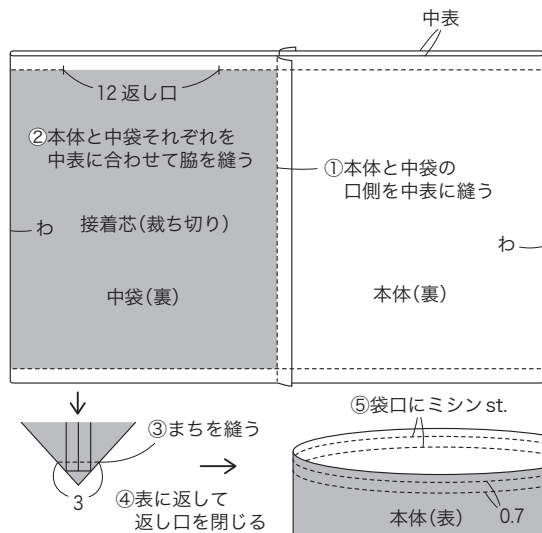 中表
12返し口
②本体と中袋それぞれを
中表に合わせて脇を縫う
①本体と中袋の
口側を中表に縫う
わ
接着芯(裁ち切り)
わ
中袋(裏)
本体(裏)
⑤袋口にミシンst.
③まちを縫う
3
④表に返して
返し口を閉じる
本体(表)
0.7